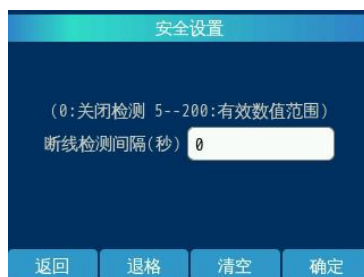 安全设置
(0:关闭检测 5--200:有效数值范围)
断线检测间隔(秒) 0
返回 退格 清空 确定